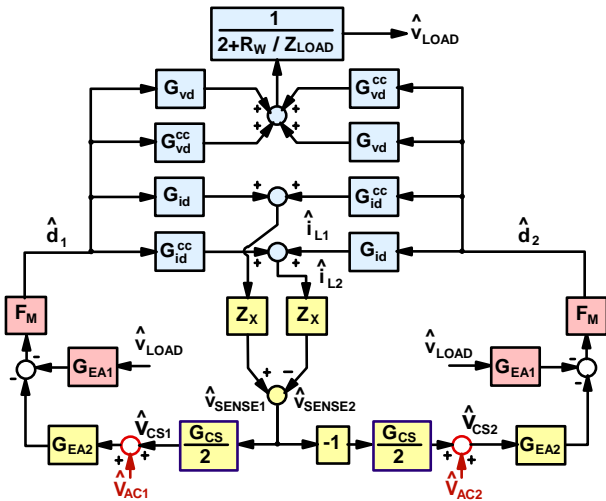 1
2+R_W / Z_LOAD
v̂_LOAD
G_vd
G_vd^cc
G_vd^cc
G_vd
G_id
G_id^cc
î_L1
G_id^cc
G_id
î_L2
d̂_1
d̂_2
F_M
Z_X
Z_X
F_M
v̂_LOAD
G_EA1
v̂_LOAD
G_EA1
v̂_SENSE1
v̂_SENSE2
G_EA2
V̂_CS1
G_CS
2
-1
G_CS
2
V̂_CS2
G_EA2
V̂_AC1
V̂_AC2
+
+
+
+
+
+
+
+
+
−
-
-
-
-
+
+
+
+